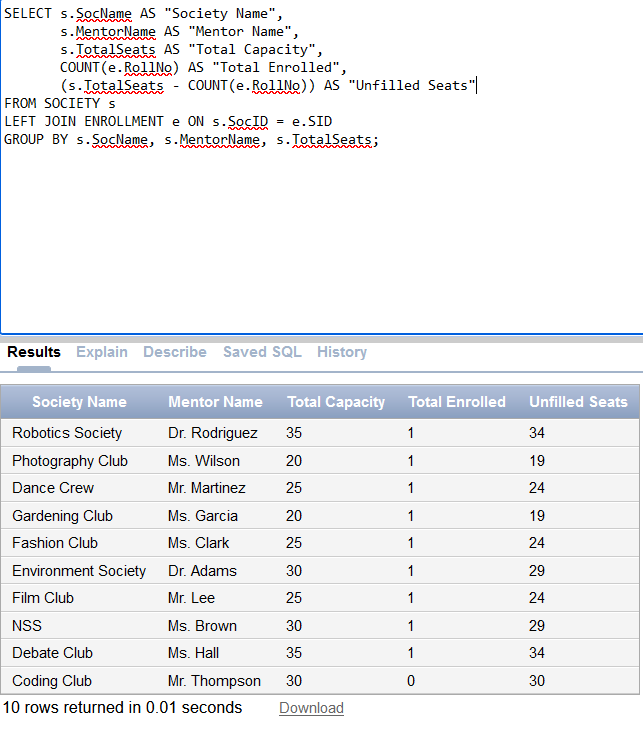 SELECT s.SocName AS "Society Name",
s.MentorName AS "Mentor Name",
s.TotalSeats AS "Total Capacity",
COUNT(e.RollNo) AS "Total Enrolled",
(s.TotalSeats - COUNT(e.RollNo)) AS "Unfilled Seats"
FROM SOCIETY s
LEFT JOIN ENROLLMENT e ON s.SocID = e.SID
GROUP BY s.SocName, s.MentorName, s.TotalSeats;
Results Explain Describe Saved SQL History
Society Name Mentor Name Total Capacity Total Enrolled Unfilled Seats
Robotics Society Dr. Rodriguez 35 1 34
Photography Club Ms. Wilson 20 1 19
Dance Crew Mr. Martinez 25 1 24
Gardening Club Ms. Garcia 20 1 19
Fashion Club Ms. Clark 25 1 24
Environment Society Dr. Adams 30 1 29
Film Club Mr. Lee 25 1 24
NSS Ms. Brown 30 1 29
Debate Club Ms. Hall 35 1 34
Coding Club Mr. Thompson 30 0 30
10 rows returned in 0.01 seconds Download